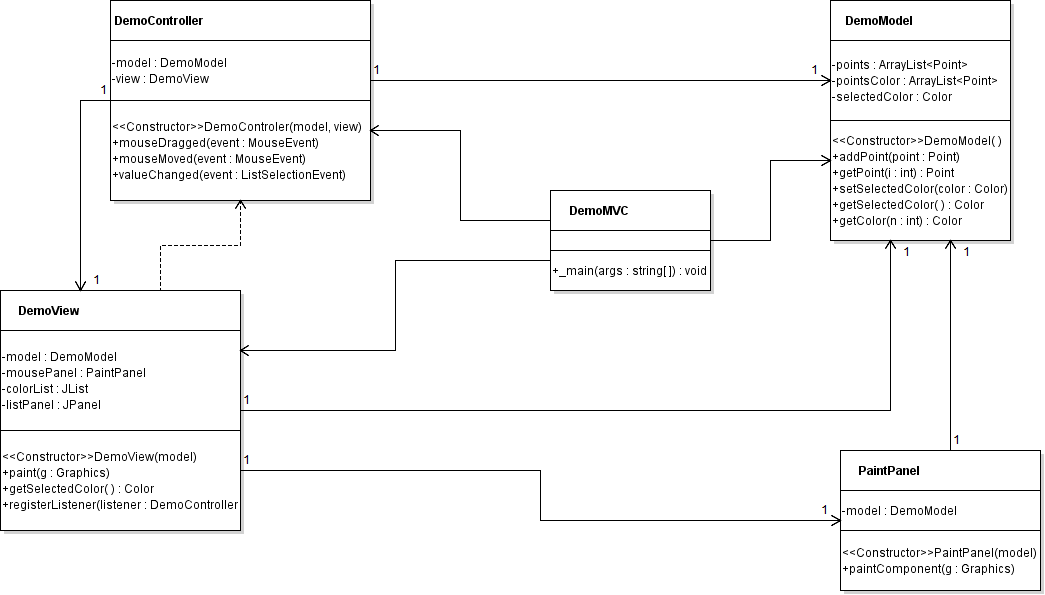 DemoController
-model : DemoModel
-view : DemoView
<<Constructor>>DemoControler(model, view)
+mouseDragged(event : MouseEvent)
+mouseMoved(event : MouseEvent)
+valueChanged(event : ListSelectionEvent)
1
1
1
1
DemoModel
-points : ArrayList<Point>
-pointsColor : ArrayList<Point>
-selectedColor : Color
<<Constructor>>DemoModel( )
+addPoint(point : Point)
+getPoint(i : int) : Point
+setSelectedColor(color : Color)
+getSelectedColor( ) : Color
+getColor(n : int) : Color
DemoMVC
+_main(args : string[ ]) : void
1
1
DemoView
-model : DemoModel
-mousePanel : PaintPanel
-colorList : JList
-listPanel : JPanel
<<Constructor>>DemoView(model)
+paint(g : Graphics)
+getSelectedColor( ) : Color
+registerListener(listener : DemoController
1
1
1
1
PaintPanel
-model : DemoModel
<<Constructor>>PaintPanel(model)
+paintComponent(g : Graphics)